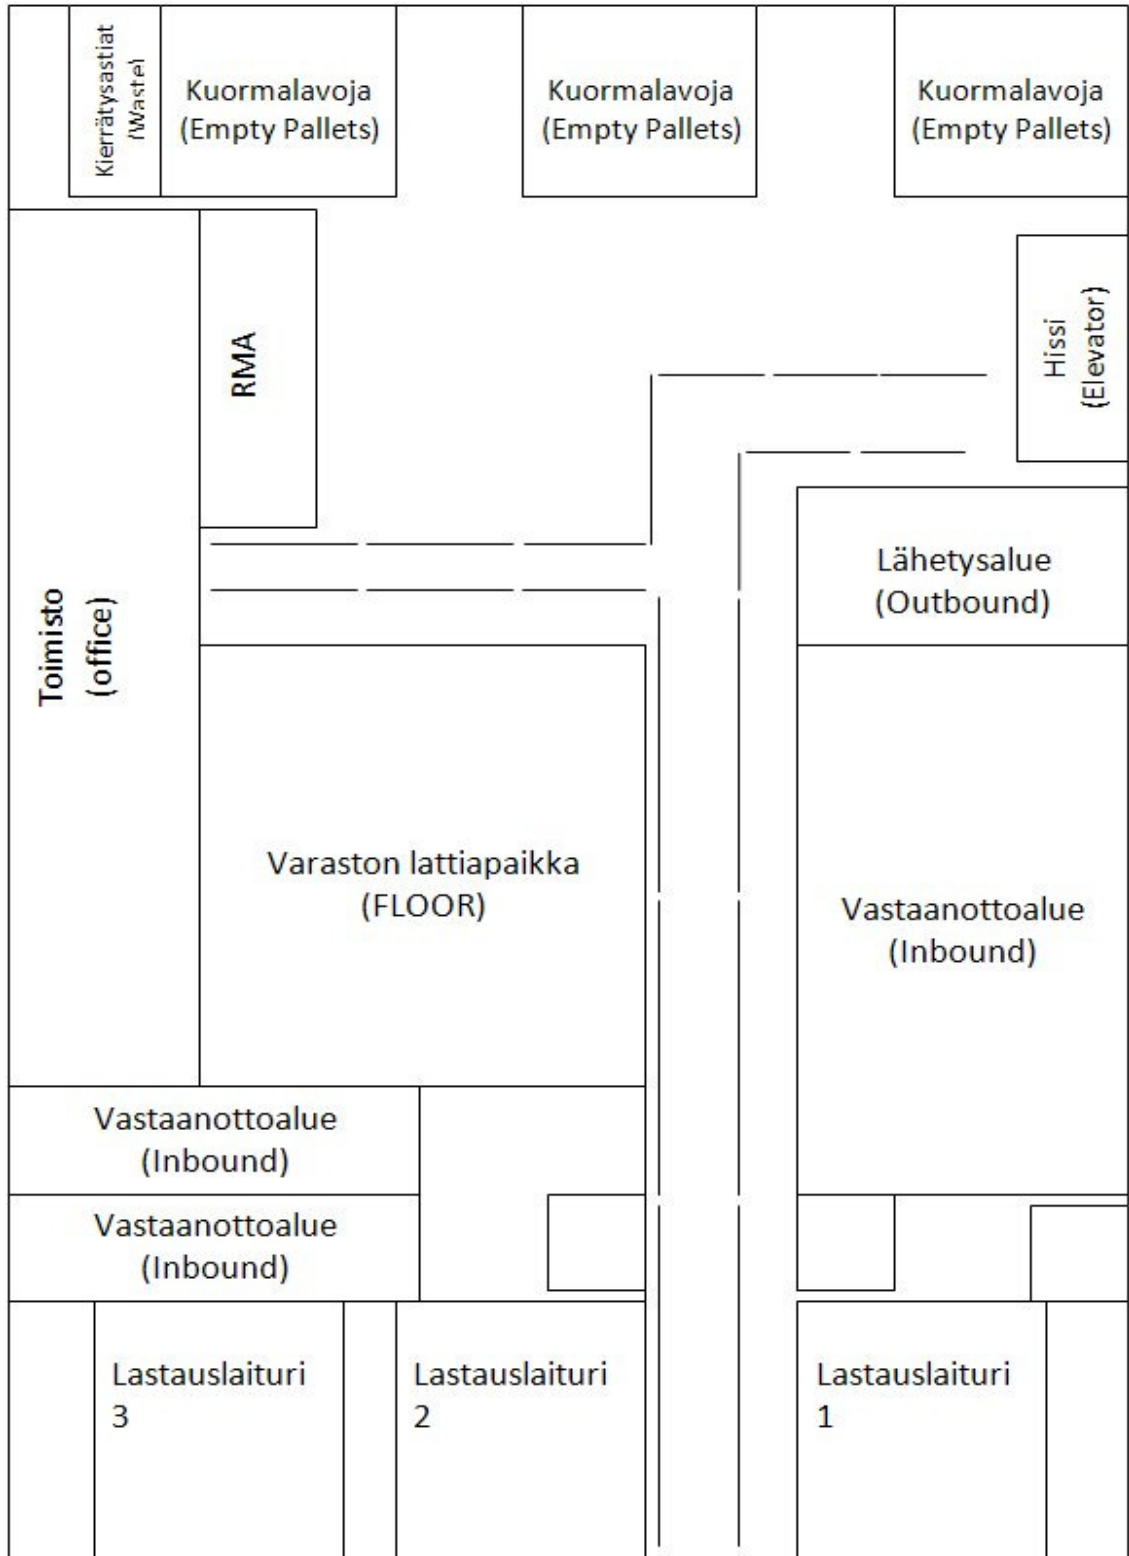 Kierrätysastiat
(Waste)
Kuormalavoja
(Empty Pallets)
Kuormalavoja
(Empty Pallets)
Kuormalavoja
(Empty Pallets)
RMA
Hissi
(Elevator)
Lähetysalue
(Outbound)
Toimisto
(office)
Varaston lattiapaikka
(FLOOR)
Vastaanottoalue
(Inbound)
Vastaanottoalue
(Inbound)
Vastaanottoalue
(Inbound)
Lastauslaituri
3
Lastauslaituri
2
Lastauslaituri
1